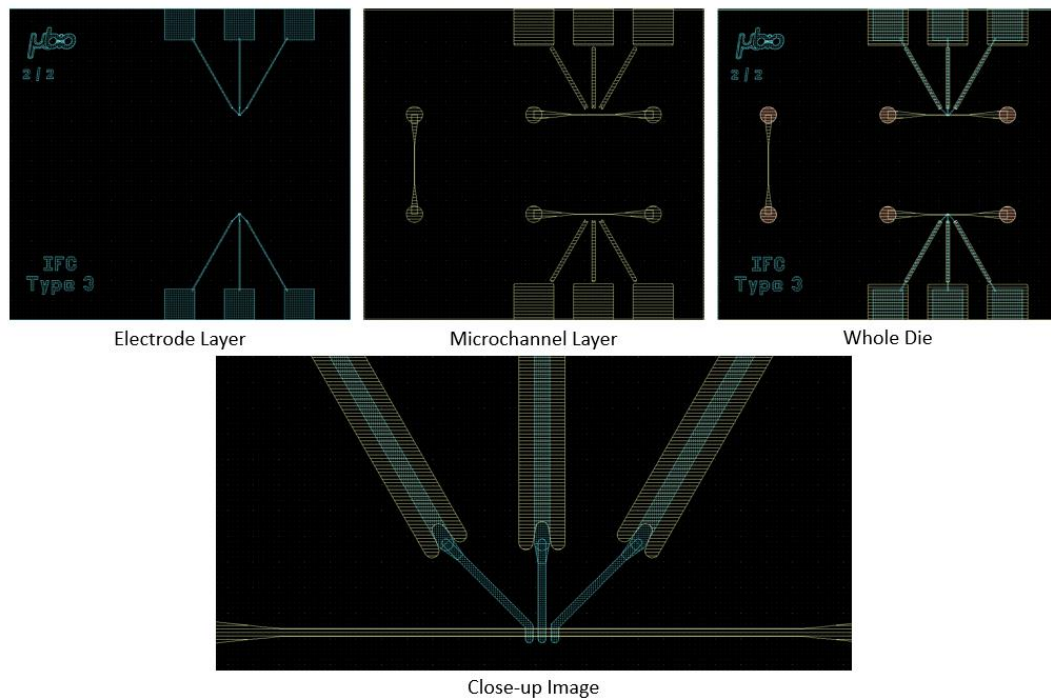 μbo
2/2
IFC
Type 3
μbo
2/2
IFC
Type 3
Electrode Layer
Microchannel Layer
Whole Die
Close-up Image